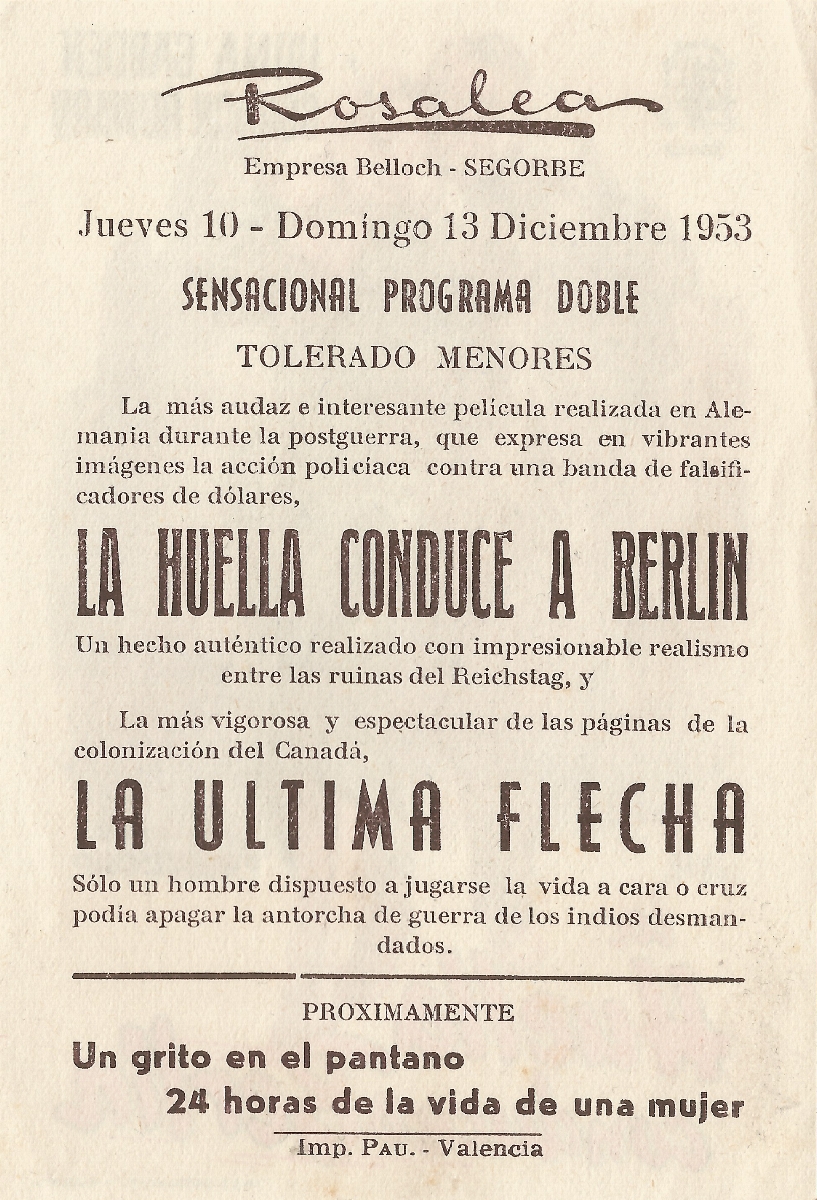 Rosalea
Empresa Belloch - SEGORBE
Jueves 10 - Domingo 13 Diciembre 1953
SENSACIONAL PROGRAMA DOBLE
TOLERADO MENORES
La más audaz e interesante película realizada en Ale-
mania durante la postguerra, que expresa en vibrantes
imágenes la acción policíaca contra una banda de falsifi-
cadores de dólares,
LA HUELLA CONDUCE A BERLIN
Un hecho auténtico realizado con impresionable realismo
entre las ruinas del Reichstag, y
La más vigorosa y espectacular de las páginas de la
colonización del Canadá,
LA ULTIMA FLECHA
Sólo un hombre dispuesto a jugarse la vida a cara o cruz
podía apagar la antorcha de guerra de los indios desman-
dados.
PROXIMAMENTE
Un grito en el pantano
24 horas de la vida de una mujer
Imp. PAU. - Valencia